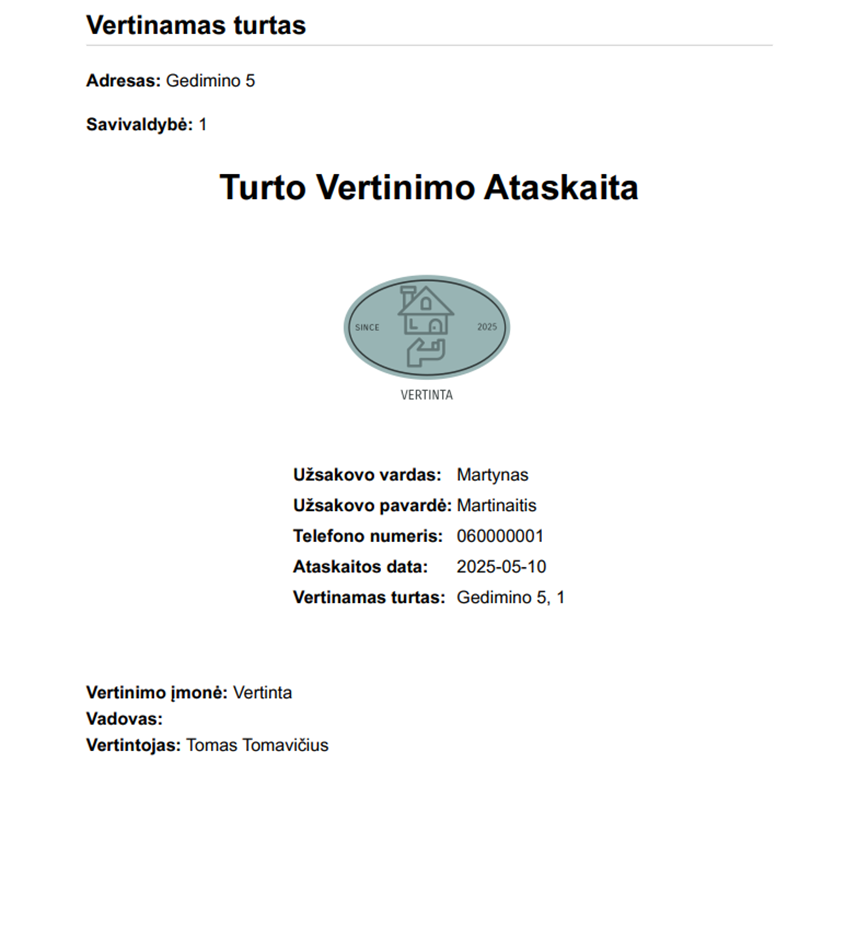 Vertinamas turtas
Adresas: Gedimino 5
Savivaldybė: 1
Turto Vertinimo Ataskaita
SINCE 2025
VERTINTA
Užsakovo vardas: Martynas
Užsakovo pavardė: Martinaitis
Telefono numeris: 060000001
Ataskaitos data: 2025-05-10
Vertinamas turtas: Gedimino 5, 1
Vertinimo įmonė: Vertinta
Vadovas:
Vertintojas: Tomas Tomavičius